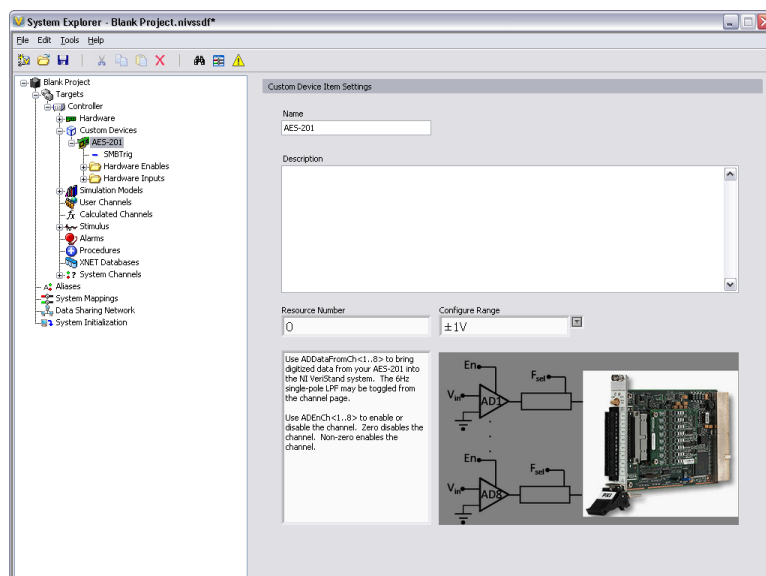 System Explorer - Blank Project.nivssdf*
File Edit Tools Help
Blank Project
Targets
Controller
Hardware
Custom Devices
AES-201
SMBTrig
Hardware Enables
Hardware Inputs
Simulation Models
User Channels
fx Calculated Channels
Stimulus
Alarms
Procedures
XNET Databases
System Channels
Aliases
System Mappings
Data Sharing Network
System Initialization
Custom Device Item Settings
Name
AES-201
Description
Resource Number
0
Configure Range
±1V
Use ADDataFromCh<1..8> to bring
digitized data from your AES-201 into
the NI VeriStand system. The 6Hz
single-pole LPF may be toggled from
the channel page.
Use ADEnCh<1..8> to enable or
disable the channel. Zero disables the
channel. Non-zero enables the
channel.
En
Fsel
Vin
AD1
En
Fsel
Vin
AD8
PXI